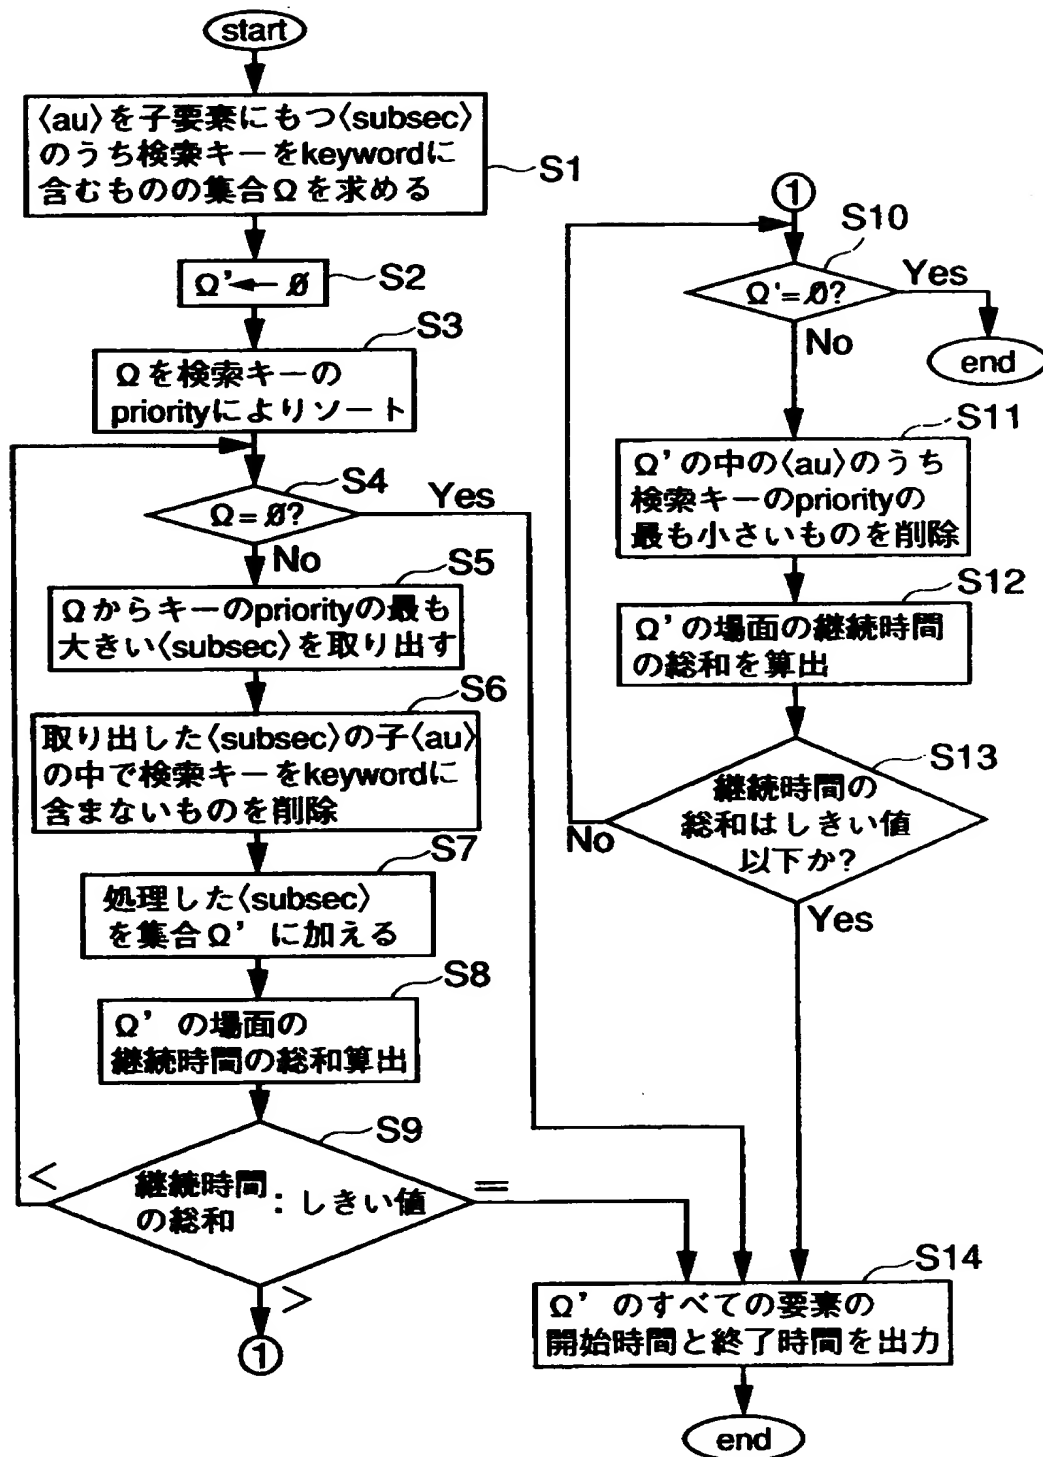 start
〈au〉を子要素にもつ〈subsec〉
のうち検索キーをkeywordに
含むものの集合Ωを求める
S1
Ω'←Ø
S2
S3
Ωを検索キーの
priorityによりソート
S4
Ω=Ø?
Yes
No
S5
Ωからキーのpriorityの最も
大きい〈subsec〉を取り出す
S6
取り出した〈subsec〉の子〈au〉
の中で検索キーをkeywordに
含まないものを削除
S7
処理した〈subsec〉
を集合Ω'に加える
S8
Ω'の場面の
継続時間の総和算出
S9
継続時間
の総和
:しきい値
<
=
>
①
①
S10
Ω'=Ø?
Yes
No
end
S11
Ω'の中の〈au〉のうち
検索キーのpriorityの
最も小さいものを削除
S12
Ω'の場面の継続時間
の総和を算出
S13
継続時間の
総和はしきい値
以下か?
No
Yes
S14
Ω'のすべての要素の
開始時間と終了時間を出力
end